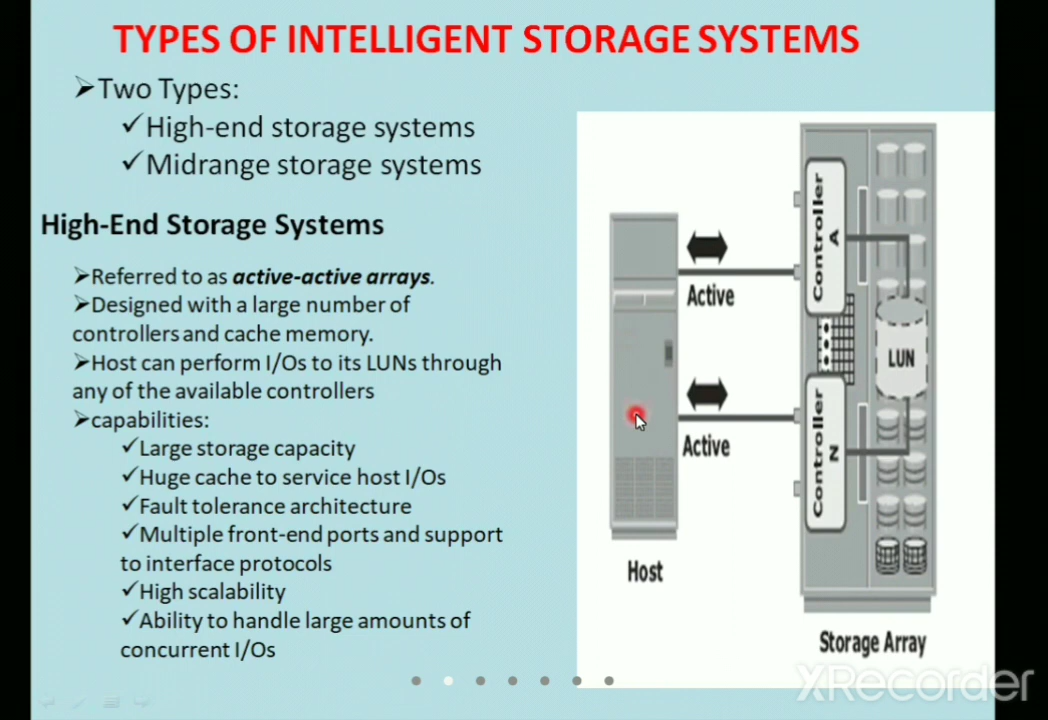 TYPES OF INTELLIGENT STORAGE SYSTEMS
➢Two Types:
✓High-end storage systems
✓Midrange storage systems
High-End Storage Systems
➢Referred to as active-active arrays.
➢Designed with a large number of
controllers and cache memory.
➢Host can perform I/Os to its LUNs through
any of the available controllers
➢capabilities:
✓Large storage capacity
✓Huge cache to service host I/Os
✓Fault tolerance architecture
✓Multiple front-end ports and support
to interface protocols
✓High scalability
✓Ability to handle large amounts of
concurrent I/Os
Controller
A
Active
LUN
Active
Controller
N
Host
Storage Array
XRecorder